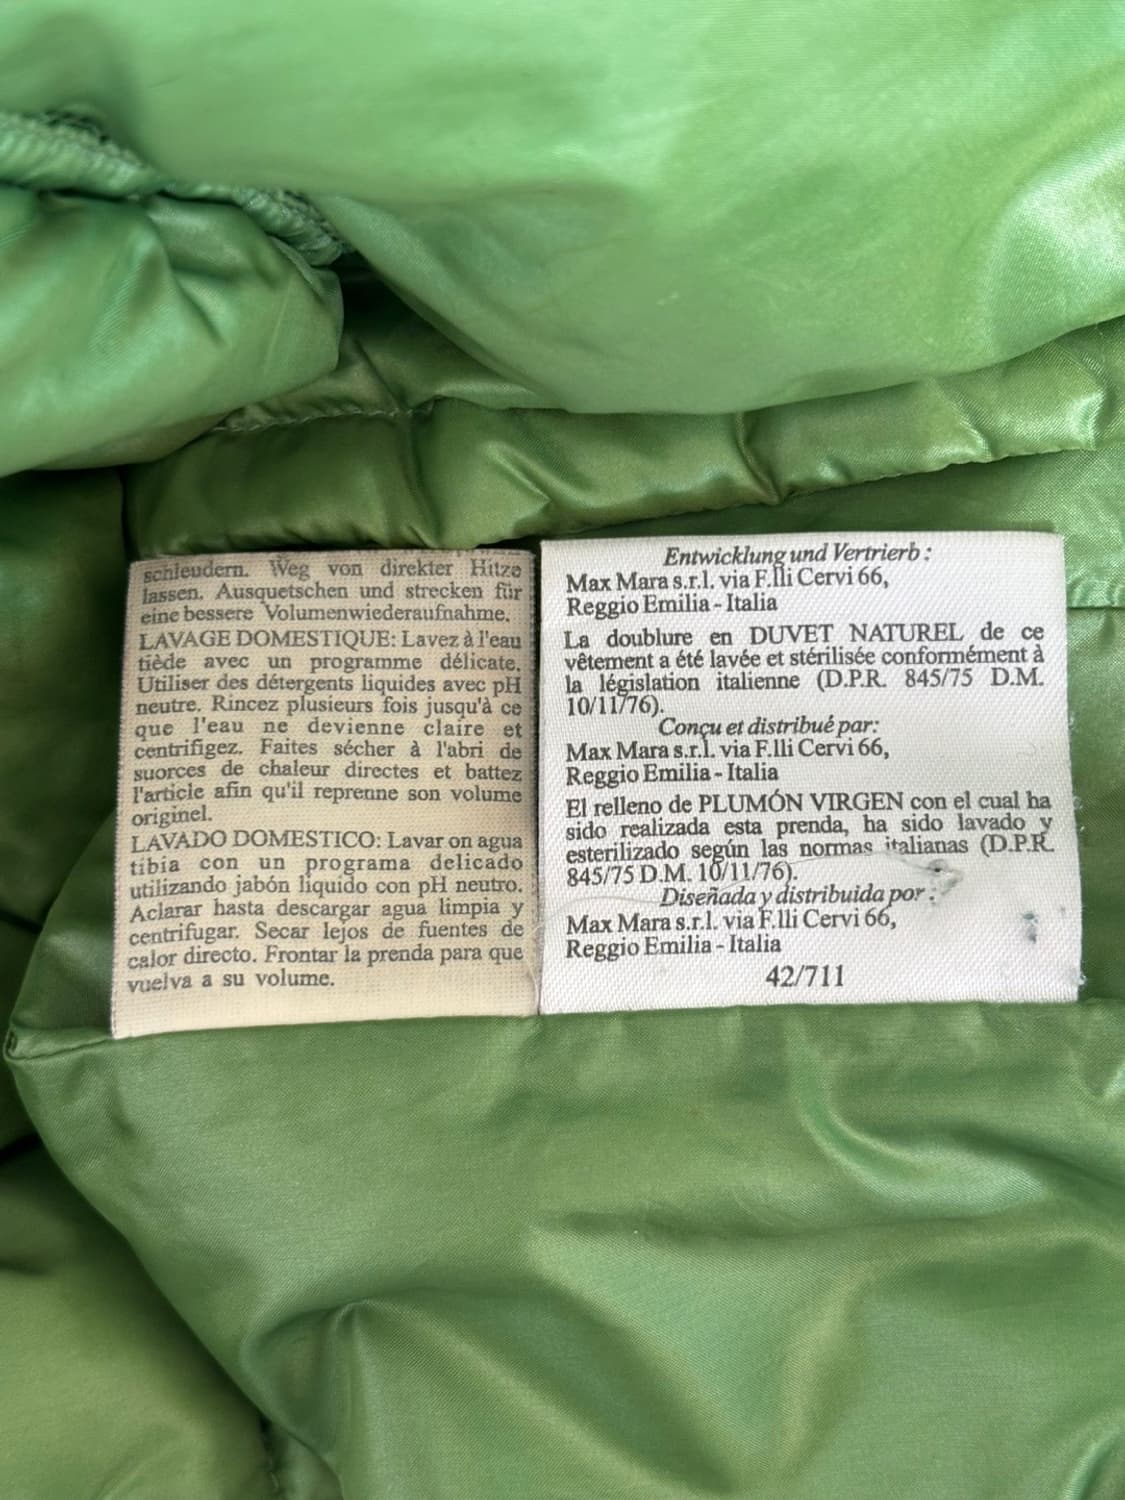 schleudern. Weg von direkter Hitze
lassen. Ausquetschen und strecken für
eine bessere Volumenwiederaufnahme.
LAVAGE DOMESTIQUE: Lavez à l'eau
tiède avec un programme délicate.
Utiliser des détergents liquides avec pH
neutre. Rincez plusieurs fois jusqu'à ce
que l'eau ne devienne claire et
centrifigez. Faites sécher à l'abri de
suorces de chaleur directes et battez
l'article afin qu'il reprenne son volume
originel.
LAVADO DOMESTICO: Lavar on agua
tibia con un programa delicado
utilizando jabón liquido con pH neutro.
Aclarar hasta descargar agua limpia y
centrifugar. Secar lejos de fuentes de
calor directo. Frontar la prenda para que
vuelva a su volume.
Entwicklung und Vertrierb:
Max Mara s.r.l. via F.lli Cervi 66,
Reggio Emilia - Italia
La doublure en DUVET NATUREL de ce
vêtement a été lavée et stérilisée conformément à
la législation italienne (D.P.R. 845/75 D.M.
10/11/76).
Conçu et distribué par:
Max Mara s.r.l. via F.lli Cervi 66,
Reggio Emilia - Italia
El relleno de PLUMÓN VIRGEN con el cual ha
sido realizada esta prenda, ha sido lavado y
esterilizado según las normas italianas (D.P.R.
845/75 D.M. 10/11/76).
Diseñada y distribuida por:
Max Mara s.r.l. via F.lli Cervi 66,
Reggio Emilia - Italia
42/711